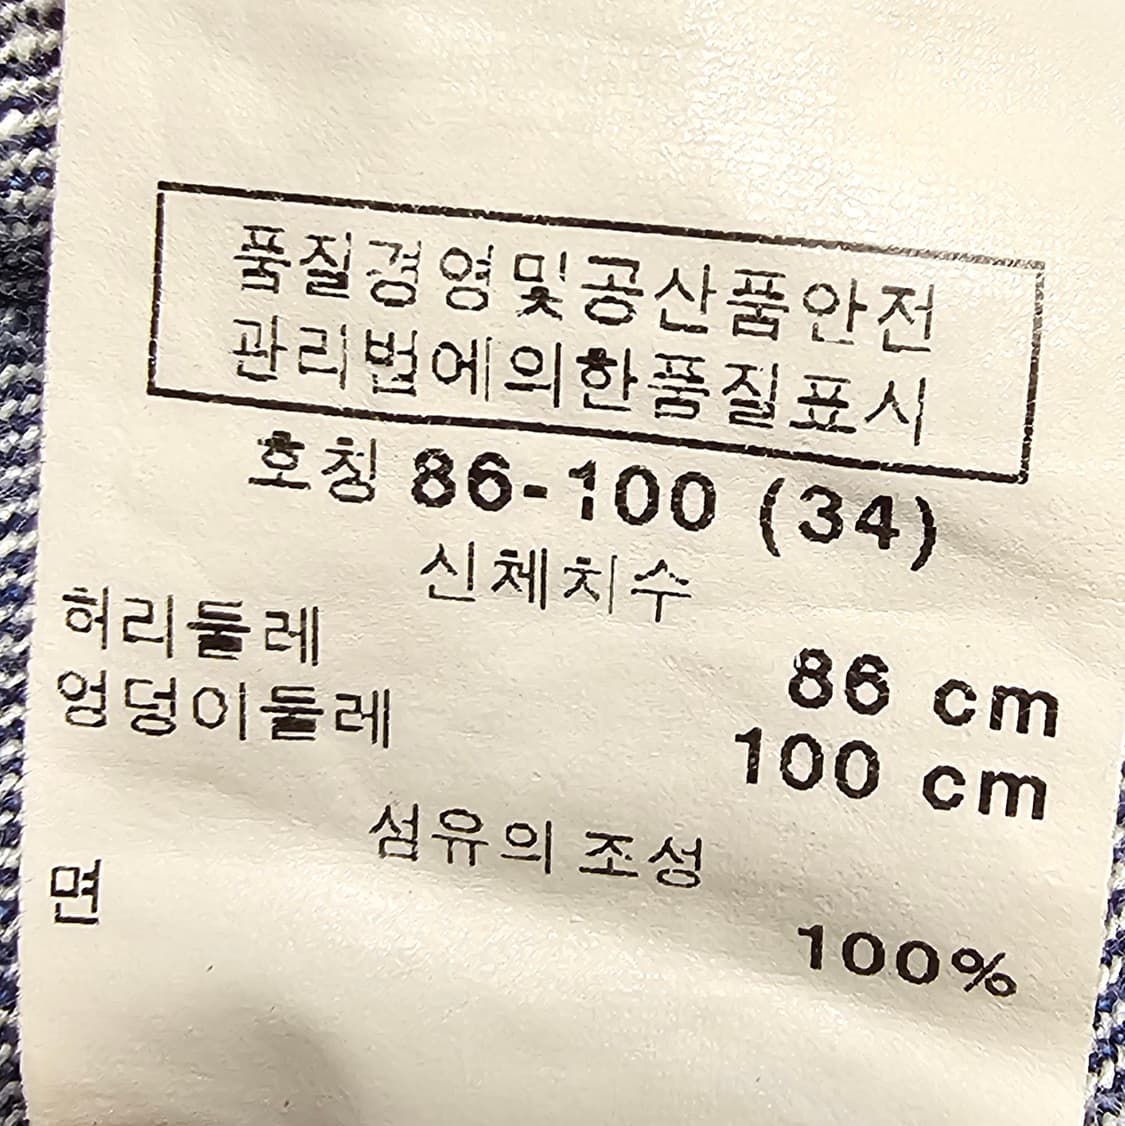 품질경영및공산품안전
관리법에의한품질표시
호칭 86-100 (34)
신체치수
허리둘레 86 cm
엉덩이둘레 100 cm
섬유의 조성
면 100%